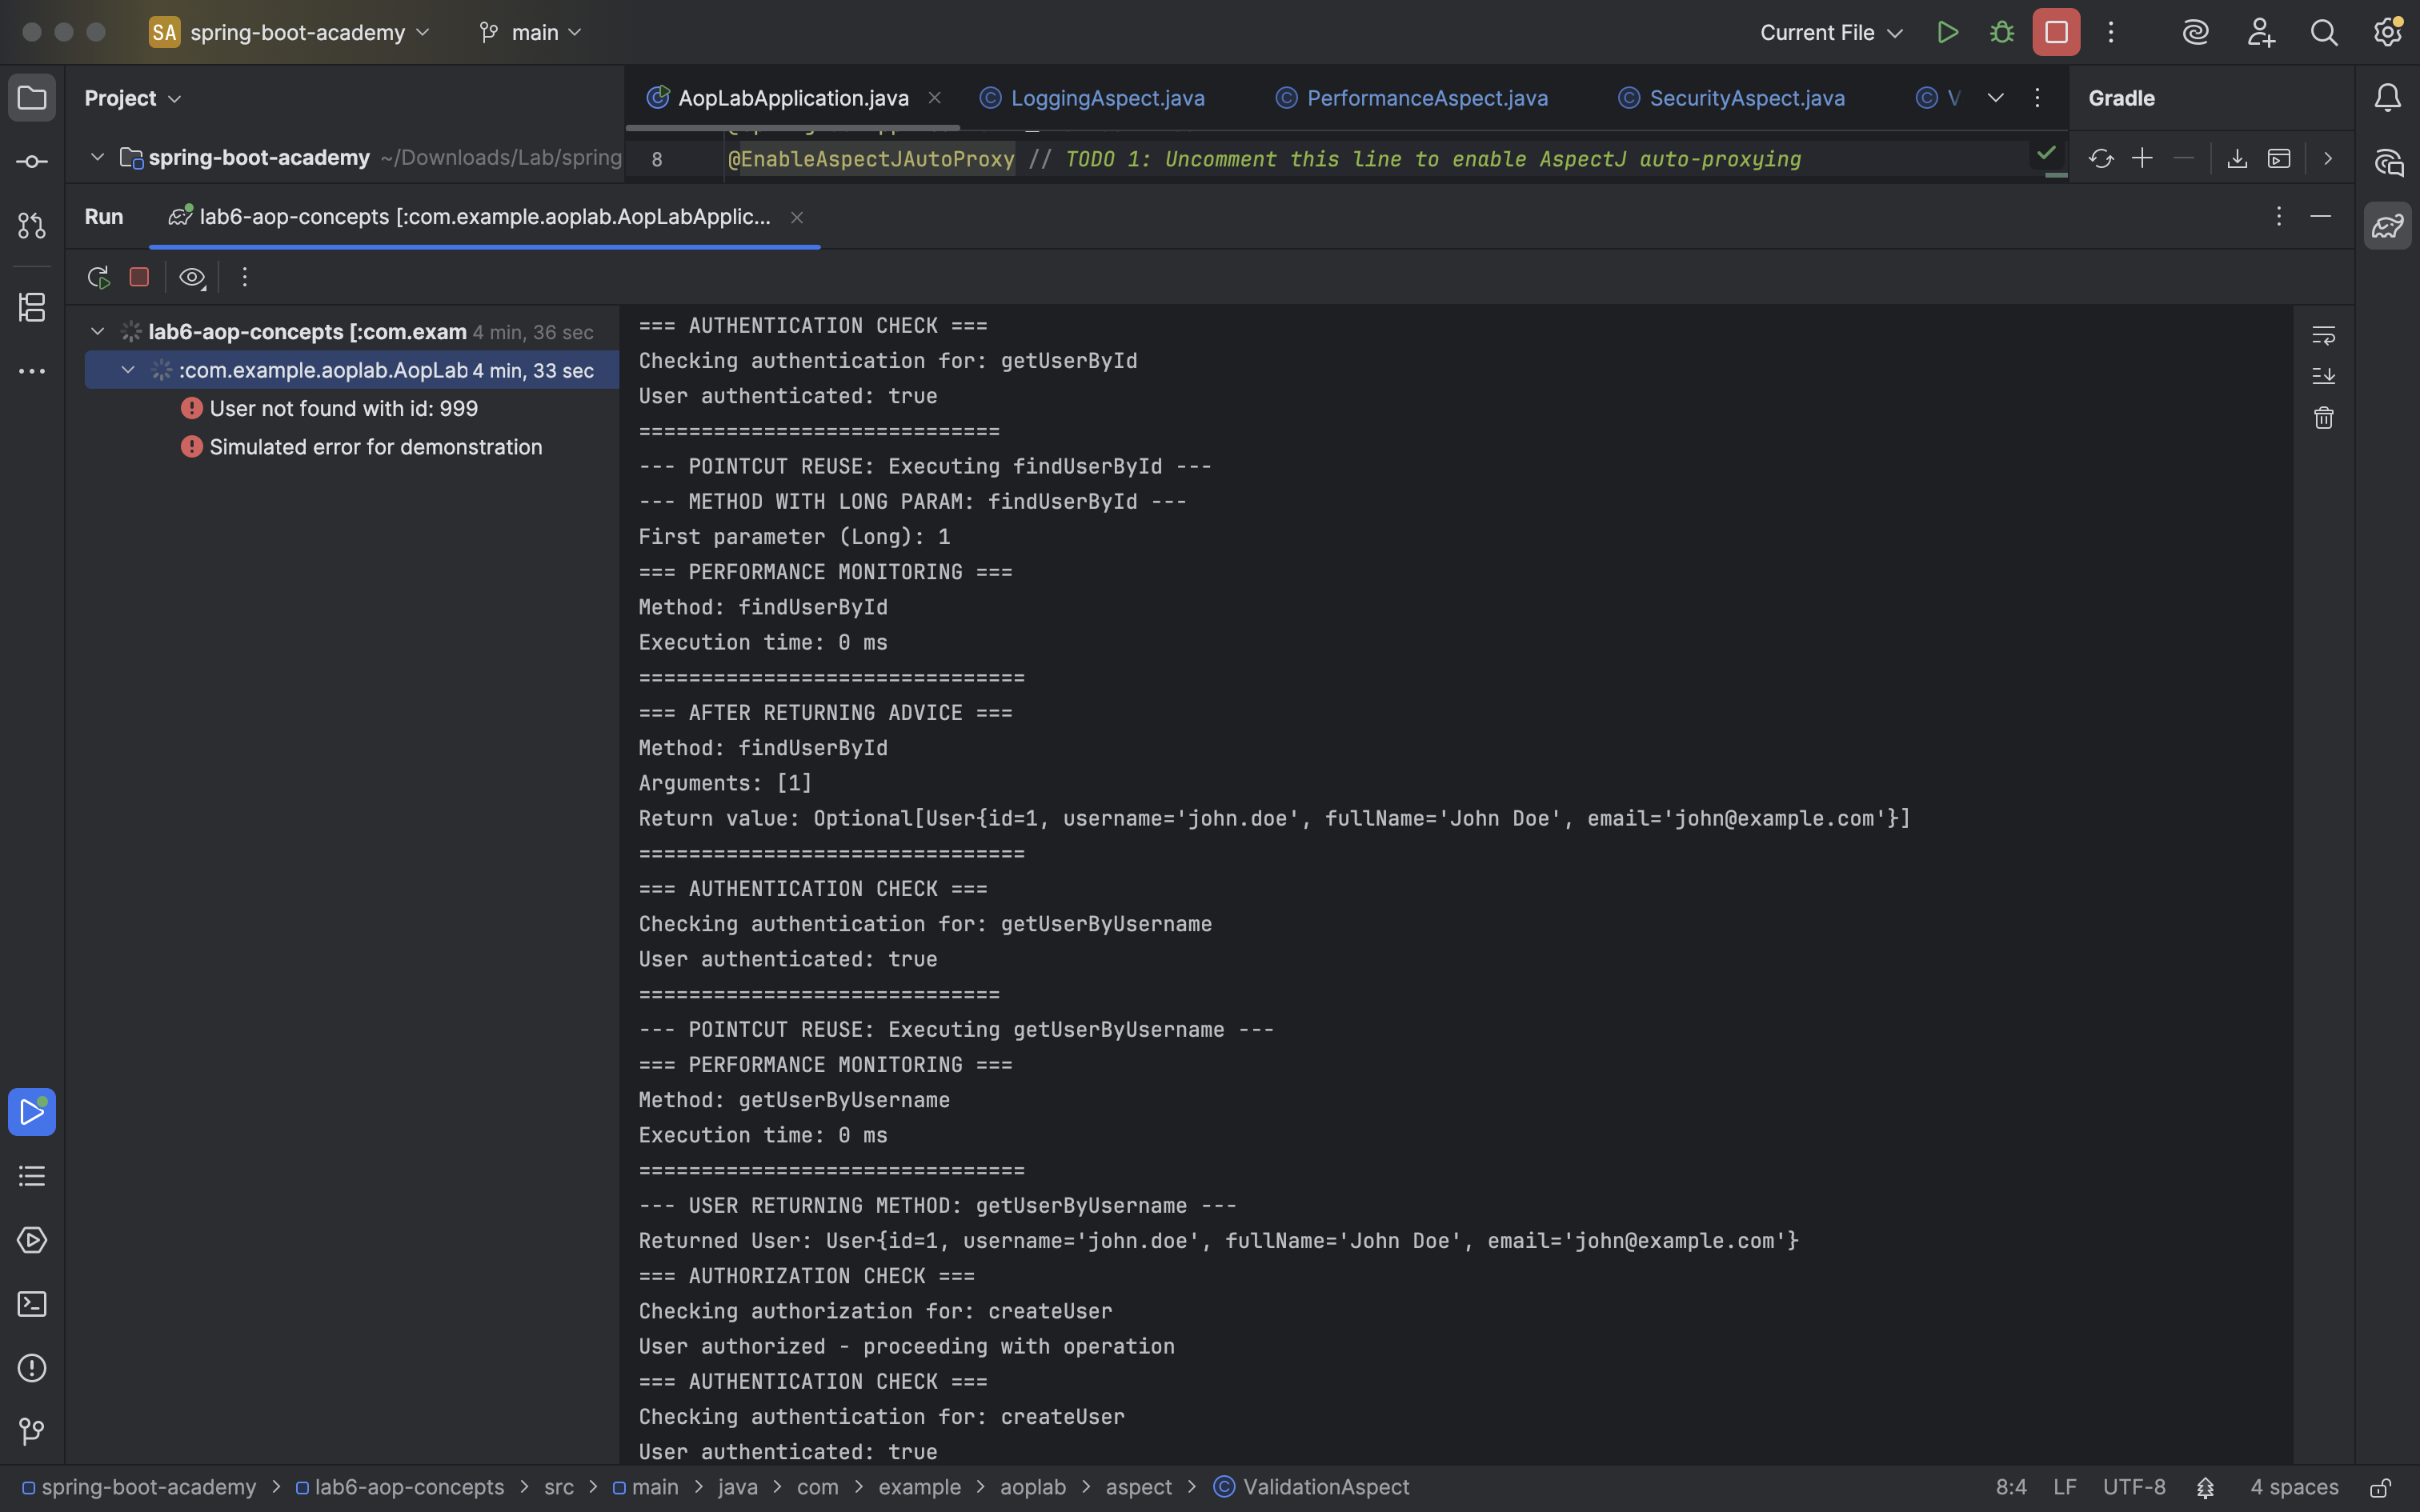 SA spring-boot-academy main Current File
Project
AopLabApplication.java LoggingAspect.java PerformanceAspect.java SecurityAspect.java V
Gradle
spring-boot-academy ~/Downloads/Lab/spring
8 @EnableAspectJAutoProxy // TODO 1: Uncomment this line to enable AspectJ auto-proxying
Run lab6-aop-concepts [:com.example.aoplab.AopLabApplic...
lab6-aop-concepts [:com.exam 4 min, 36 sec
:com.example.aoplab.AopLab 4 min, 33 sec
User not found with id: 999
Simulated error for demonstration
=== AUTHENTICATION CHECK ===
Checking authentication for: getUserById
User authenticated: true
=============================
--- POINTCUT REUSE: Executing findUserById ---
--- METHOD WITH LONG PARAM: findUserById ---
First parameter (Long): 1
=== PERFORMANCE MONITORING ===
Method: findUserById
Execution time: 0 ms
===============================
=== AFTER RETURNING ADVICE ===
Method: findUserById
Arguments: [1]
Return value: Optional[User{id=1, username='john.doe', fullName='John Doe', email='john@example.com'}]
===============================
=== AUTHENTICATION CHECK ===
Checking authentication for: getUserByUsername
User authenticated: true
=============================
--- POINTCUT REUSE: Executing getUserByUsername ---
=== PERFORMANCE MONITORING ===
Method: getUserByUsername
Execution time: 0 ms
===============================
--- USER RETURNING METHOD: getUserByUsername ---
Returned User: User{id=1, username='john.doe', fullName='John Doe', email='john@example.com'}
=== AUTHORIZATION CHECK ===
Checking authorization for: createUser
User authorized - proceeding with operation
=== AUTHENTICATION CHECK ===
Checking authentication for: createUser
User authenticated: true
spring-boot-academy > lab6-aop-concepts > src > main > java > com > example > aoplab > aspect > ValidationAspect 8:4 LF UTF-8 4 spaces